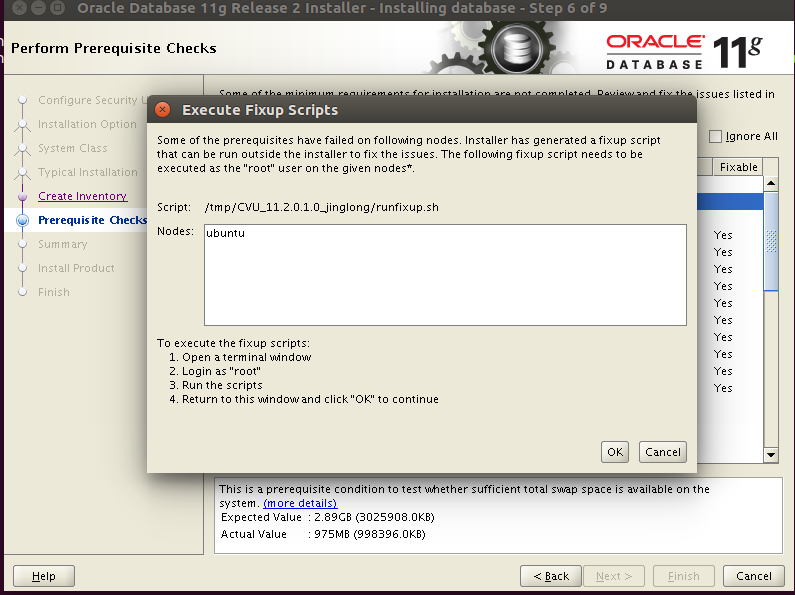 Oracle Database 11g Release 2 Installer - Installing database - Step 6 of 9
Perform Prerequisite Checks
ORACLE
DATABASE 11g
Configure Security U
Installation Option
System Class
Typical Installation
Create Inventory
Prerequisite Checks
Summary
Install Product
Finish
Some of the minimum requirements for installation are not completed. Review and fix the issues listed in
Ignore All
Fixable
Yes
Yes
Yes
Yes
Yes
Yes
Yes
Yes
Yes
Yes
Execute Fixup Scripts
Some of the prerequisites have failed on following nodes. Installer has generated a fixup script
that can be run outside the installer to fix the issues. The following fixup script needs to be
executed as the "root" user on the given nodes*.
Script: /tmp/CVU_11.2.0.1.0_jinglong/runfixup.sh
Nodes: ubuntu
To execute the fixup scripts:
1. Open a terminal window
2. Login as "root"
3. Run the scripts
4. Return to this window and click "OK" to continue
OK Cancel
This is a prerequisite condition to test whether sufficient total swap space is available on the
system. (more details)
Expected Value : 2.89GB (3025908.0KB)
Actual Value : 975MB (998396.0KB)
Help < Back Next > Finish Cancel